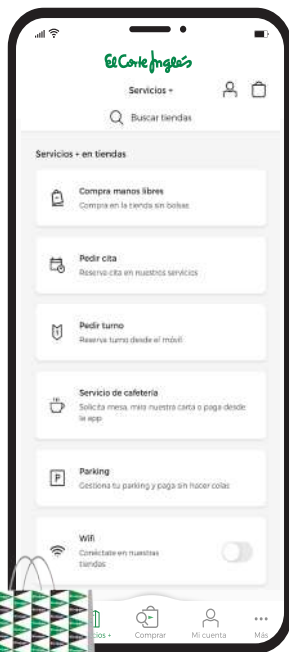 El Corte Inglés
Servicios +
Buscar tiendas
Servicios + en tiendas
Compra manos libres
Compra en la tienda sin bolsas
Pedir cita
Reserva cita en nuestros servicios
Pedir turno
Reserva turno desde el móvil
Servicio de cafetería
Solicita mesa, mira nuestra carta o paga desde
la app
P
Parking
Gestiona tu parking y paga sin hacer colas
Wifi
Conéctate en nuestras
tiendas
Comprar
Mi cuenta
Más